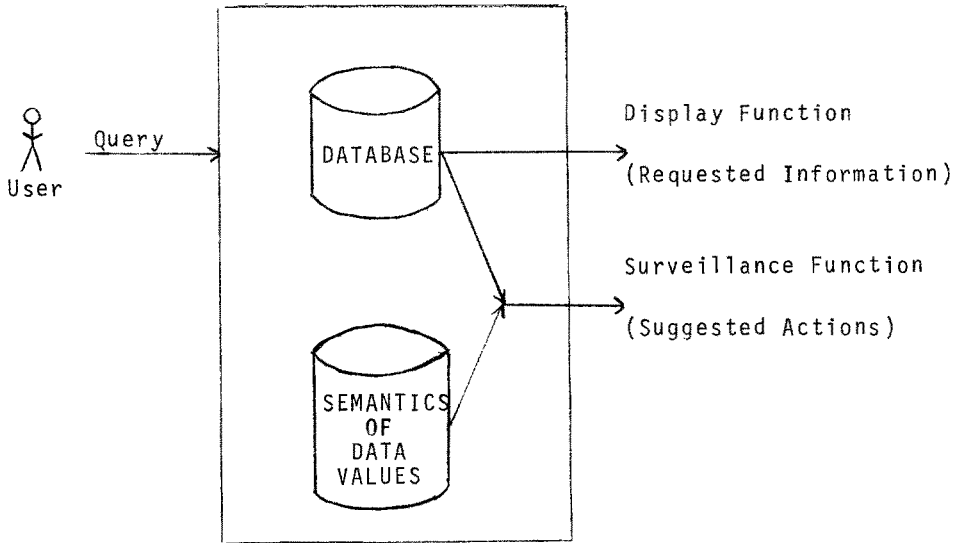 Query
User
DATABASE
Display Function
(Requested Information)
Surveillance Function
(Suggested Actions)
SEMANTICS
OF
DATA
VALUES